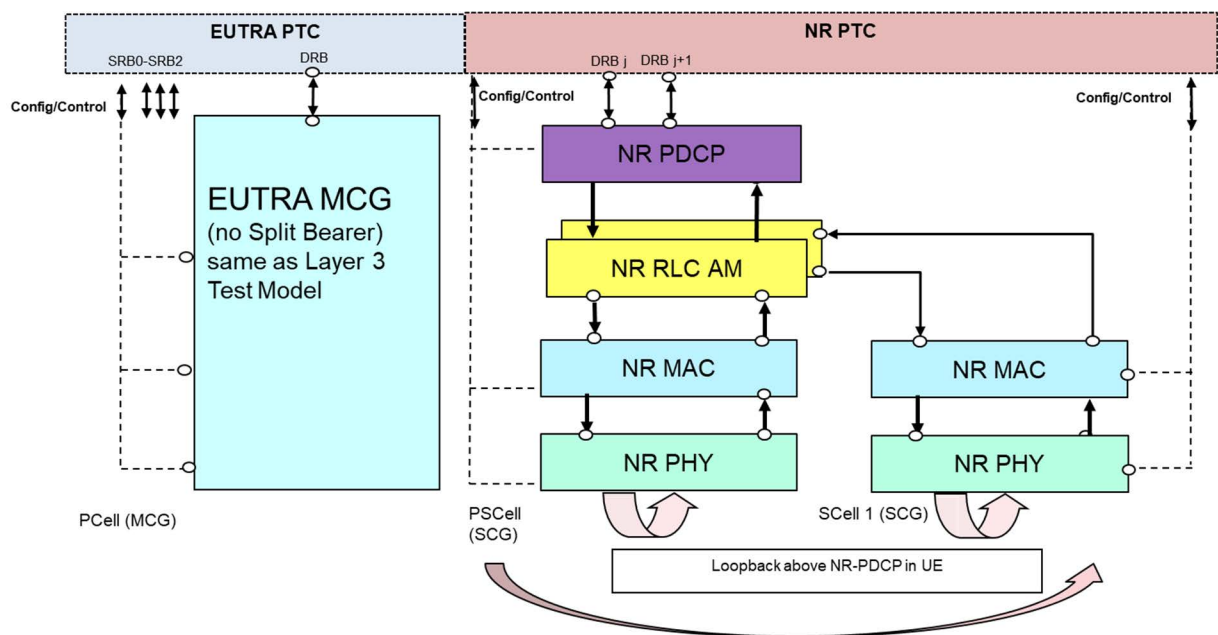 EUTRA PTC
NR PTC
SRB0-SRB2
DRB
DRB j
DRB j+1
Config/Control
Config/Control
Config/Control
NR PDCP
EUTRA MCG
(no Split Bearer)
same as Layer 3
Test Model
NR RLC AM
NR MAC
NR MAC
NR PHY
NR PHY
PCell (MCG)
PSCell
(SCG)
SCell 1 (SCG)
Loopback above NR-PDCP in UE